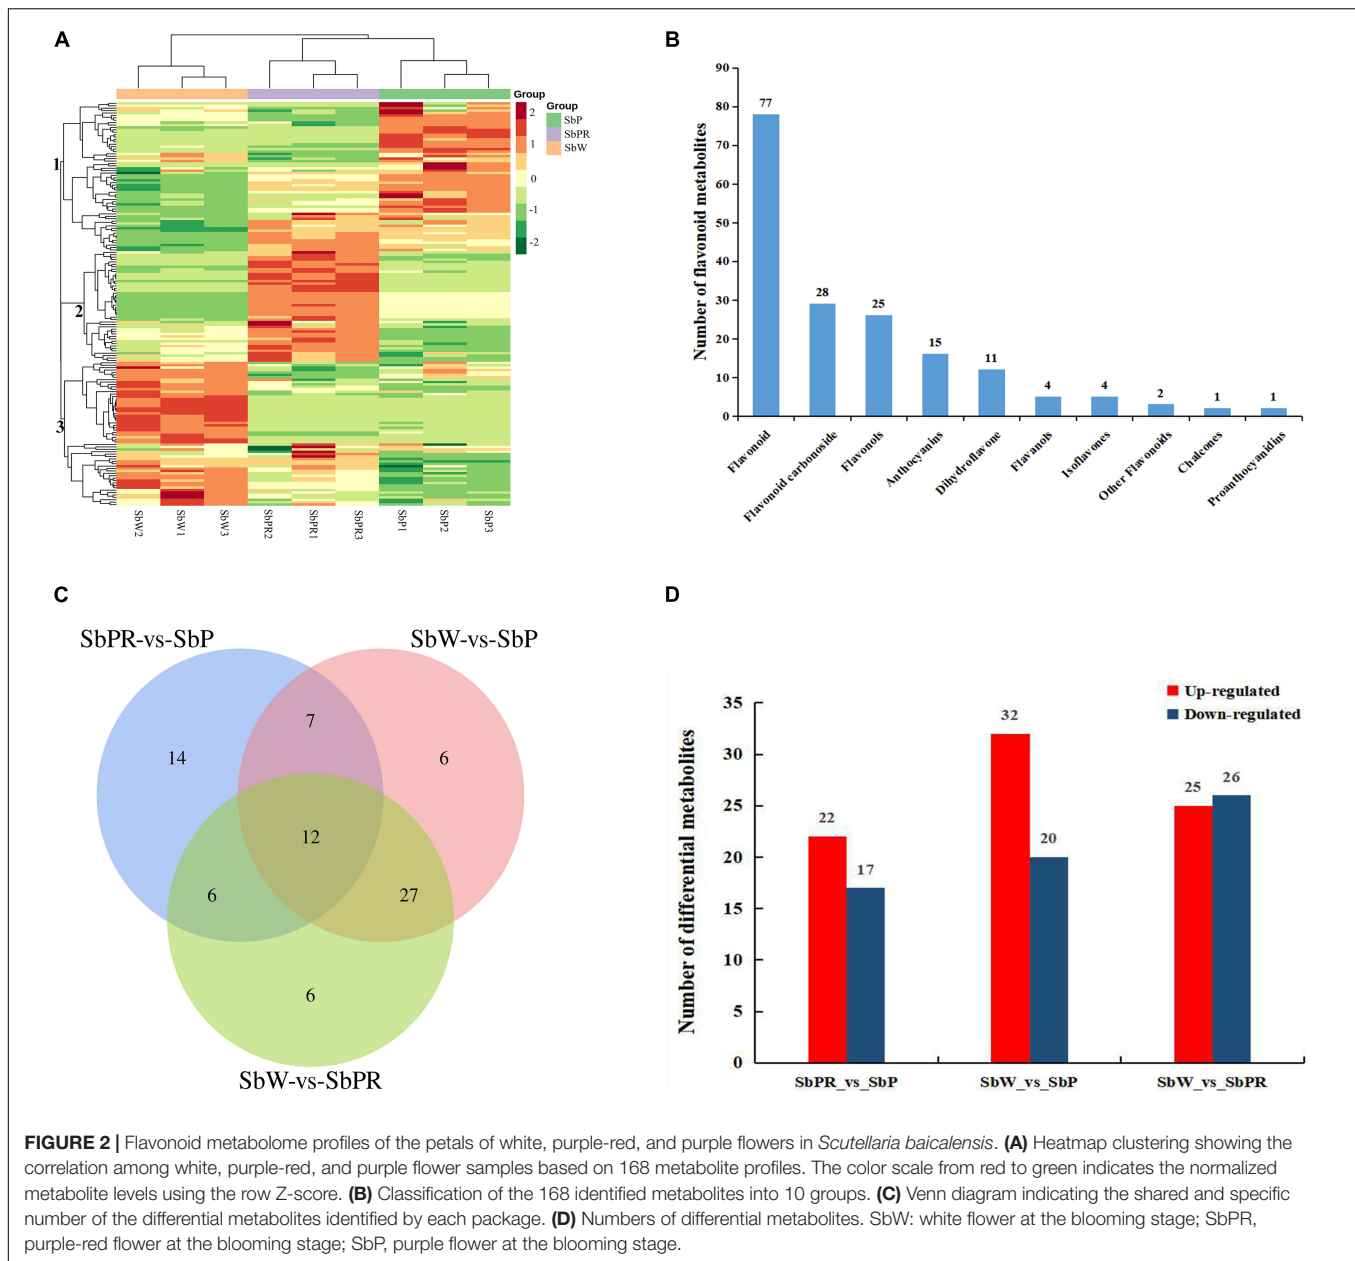 A
Group
2
1
0
-1
-2
Group
SbP
SbPR
SbW
1
2
3
SbW2
SbW1
SbW3
SbPR2
SbPR1
SbPR3
SbP1
SbP2
SbP3
B
Number of flavonoid metabolites
90
80
70
60
50
40
30
20
10
0
77
28
25
15
11
4
4
2
1
1
Flavonoid
Flavonoid carbonoside
Flavonols
Anthocyanins
Dihydroflavone
Flavanols
Isoflavones
Other Flavonoids
Chalcones
Proanthocyanidins
C
SbPR-vs-SbP
SbW-vs-SbP
7
14
6
12
6
27
6
SbW-vs-SbPR
D
Number of differential metabolites
35
30
25
20
15
10
5
0
Up-regulated
Down-regulated
22
17
32
20
25
26
SbPR_vs_SbP
SbW_vs_SbP
SbW_vs_SbPR
FIGURE 2 | Flavonoid metabolome profiles of the petals of white, purple-red, and purple flowers in Scutellaria baicalensis. (A) Heatmap clustering showing the
correlation among white, purple-red, and purple flower samples based on 168 metabolite profiles. The color scale from red to green indicates the normalized
metabolite levels using the row Z-score. (B) Classification of the 168 identified metabolites into 10 groups. (C) Venn diagram indicating the shared and specific
number of the differential metabolites identified by each package. (D) Numbers of differential metabolites. SbW: white flower at the blooming stage; SbPR,
purple-red flower at the blooming stage; SbP, purple flower at the blooming stage.